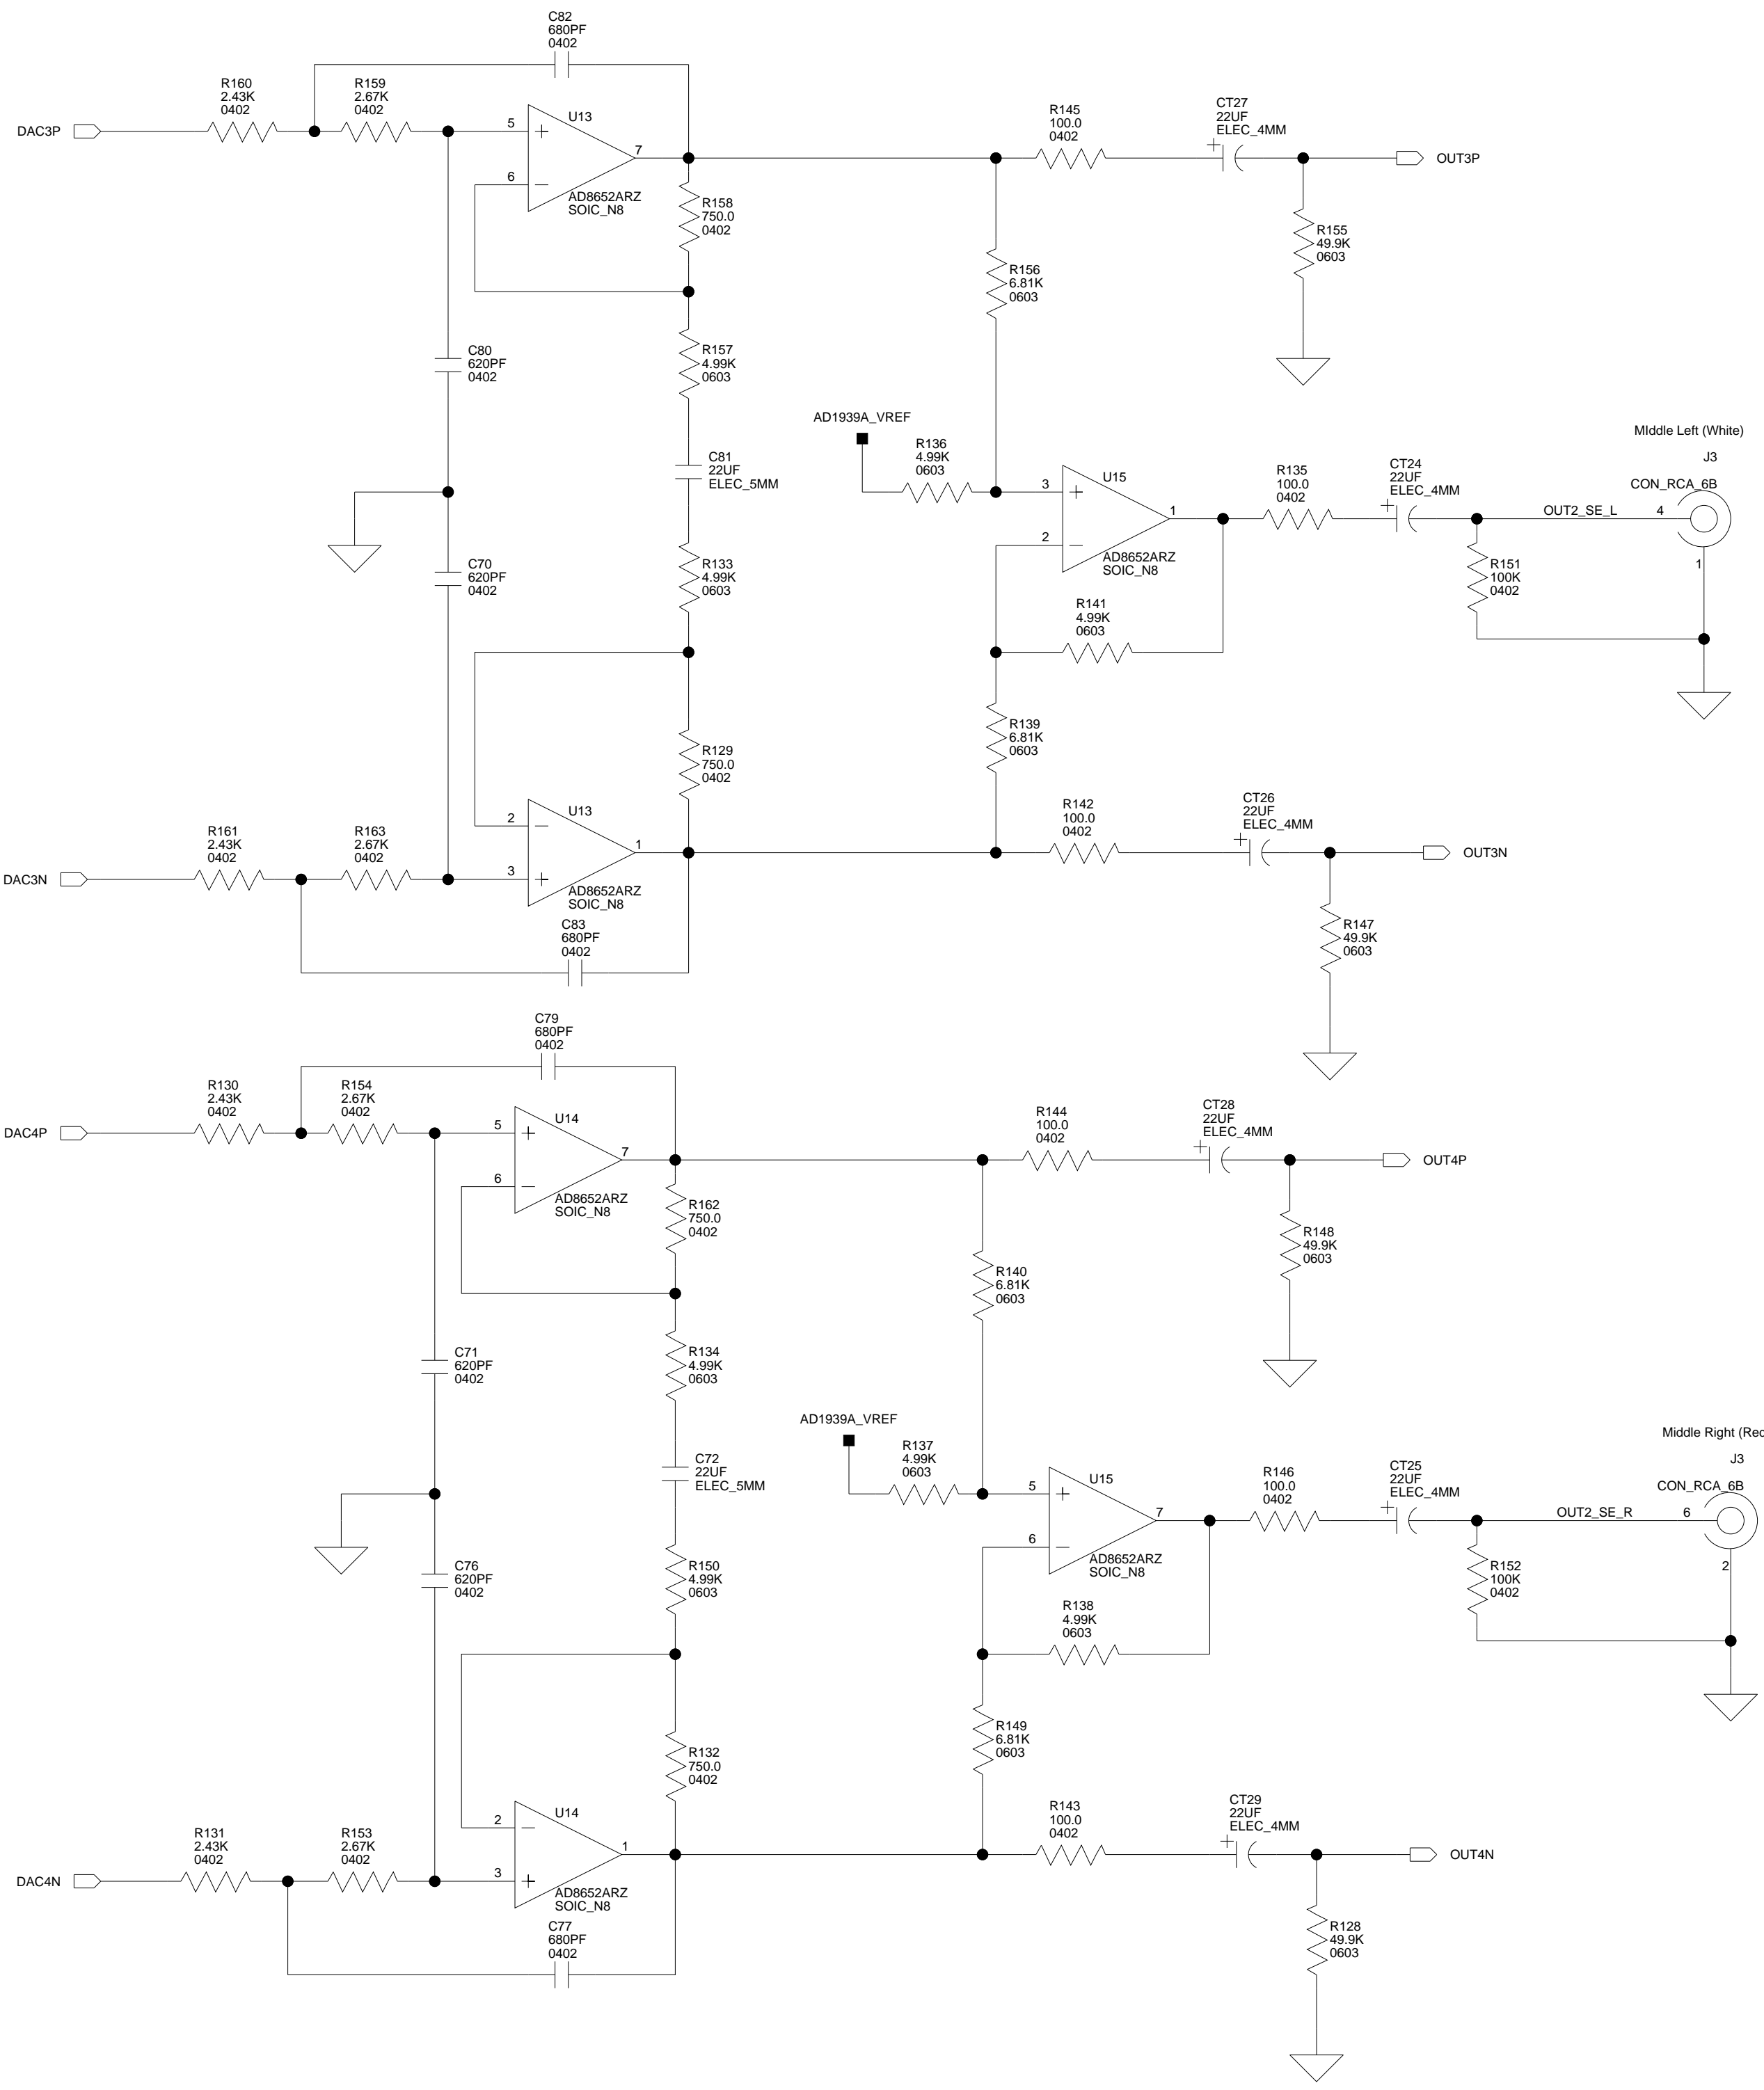 C82
680PF
0402
R160
2.43K
0402
R159
2.67K
0402
DAC3P
5
U13
7
6
AD8652ARZ
SOIC_N8
R158
750.0
0402
R145
100.0
0402
CT27
22UF
ELEC_4MM
+
OUT3P
R155
49.9K
0603
R156
6.81K
0603
C80
620PF
0402
R157
4.99K
0603
AD1939A_VREF
R136
4.99K
0603
C81
22UF
ELEC_5MM
3
U15
1
2
AD8652ARZ
SOIC_N8
R135
100.0
0402
CT24
22UF
ELEC_4MM
+
MIddle Left (White)
J3
CON_RCA_6B
OUT2_SE_L
4
1
R151
100K
0402
C70
620PF
0402
R133
4.99K
0603
R141
4.99K
0603
R139
6.81K
0603
R129
750.0
0402
U13
2
1
3
AD8652ARZ
SOIC_N8
R161
2.43K
0402
R163
2.67K
0402
DAC3N
C83
680PF
0402
R142
100.0
0402
CT26
22UF
ELEC_4MM
+
OUT3N
R147
49.9K
0603
C79
680PF
0402
R130
2.43K
0402
R154
2.67K
0402
DAC4P
5
U14
7
6
AD8652ARZ
SOIC_N8
R162
750.0
0402
R144
100.0
0402
CT28
22UF
ELEC_4MM
+
OUT4P
R148
49.9K
0603
R140
6.81K
0603
C71
620PF
0402
R134
4.99K
0603
AD1939A_VREF
R137
4.99K
0603
C72
22UF
ELEC_5MM
5
U15
7
6
AD8652ARZ
SOIC_N8
R146
100.0
0402
CT25
22UF
ELEC_4MM
+
Middle Right
J3
CON_RCA_6B
OUT2_SE_R
6
2
R152
100K
0402
C76
620PF
0402
R150
4.99K
0603
R138
4.99K
0603
R149
6.81K
0603
R132
750.0
0402
U14
2
1
3
AD8652ARZ
SOIC_N8
R131
2.43K
0402
R153
2.67K
0402
DAC4N
C77
680PF
0402
R143
100.0
0402
CT29
22UF
ELEC_4MM
+
OUT4N
R128
49.9K
0603